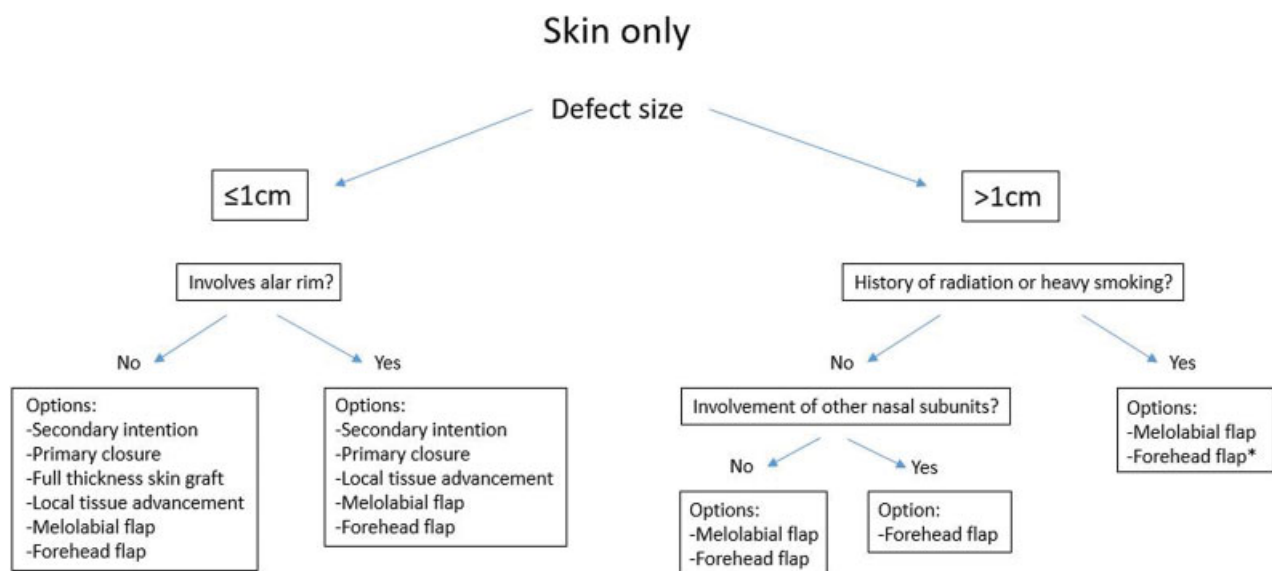 Skin only
Defect size
≤1cm
>1cm
Involves alar rim?
History of radiation or heavy smoking?
No
Yes
No
Yes
Options:
-Secondary intention
-Primary closure
-Full thickness skin graft
-Local tissue advancement
-Melolabial flap
-Forehead flap
Options:
-Secondary intention
-Primary closure
-Local tissue advancement
-Melolabial flap
-Forehead flap
Involvement of other nasal subunits?
Options:
-Melolabial flap
-Forehead flap*
No
Yes
Options:
-Melolabial flap
-Forehead flap
Option:
-Forehead flap